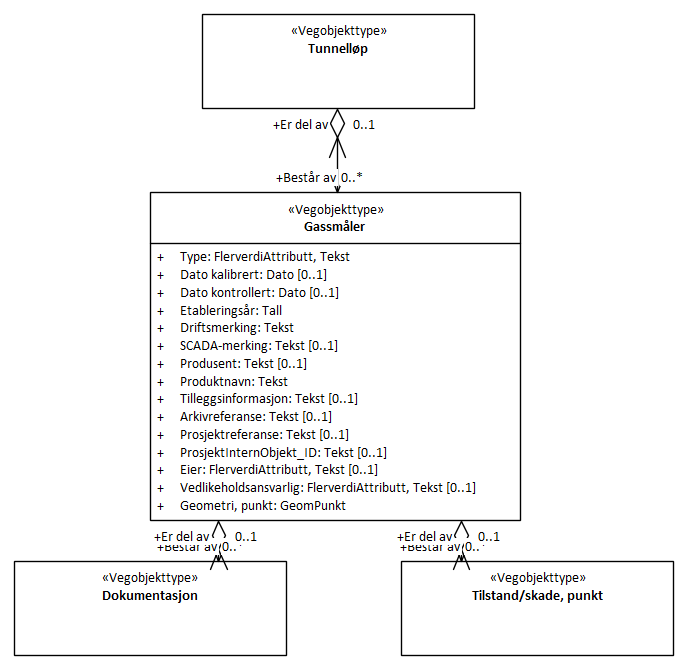 «Vegobjekttype»
Tunnelløp
+Er del av 0..1
+Består av 0..*
«Vegobjekttype»
Gassmåler
+ Type: FlerverdiAttributt, Tekst
+ Dato kalibrert: Dato [0..1]
+ Dato kontrollert: Dato [0..1]
+ Etableringsår: Tall
+ Driftsmerking: Tekst
+ SCADA-merking: Tekst [0..1]
+ Produsent: Tekst [0..1]
+ Produktnavn: Tekst
+ Tilleggsinformasjon: Tekst [0..1]
+ Arkivreferanse: Tekst [0..1]
+ Prosjektreferanse: Tekst [0..1]
+ ProsjektInternObjekt_ID: Tekst [0..1]
+ Eier: FlerverdiAttributt, Tekst [0..1]
+ Vedlikeholdsansvarlig: FlerverdiAttributt, Tekst [0..1]
+ Geometri, punkt: GeomPunkt
+Er del av 0..1
+Består av 0..*
«Vegobjekttype»
Dokumentasjon
+Er del av 0..1
+Består av 0..*
«Vegobjekttype»
Tilstand/skade, punkt